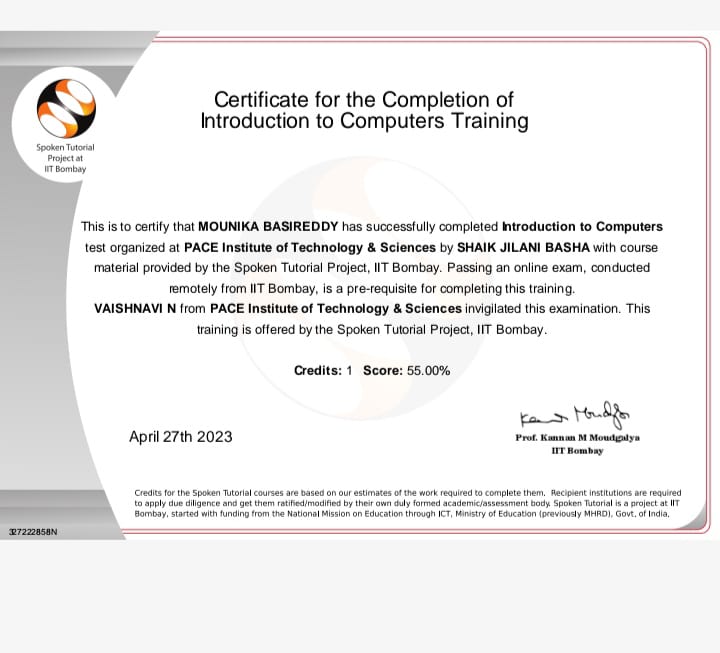 Certificate for the Completion of
Introduction to Computers Training
Spoken Tutorial
Project at
IIT Bombay
This is to certify that MOUNIKA BASIREDDY has successfully completed Introduction to Computers
test organized at PACE Institute of Technology & Sciences by SHAIK JILANI BASHA with course
material provided by the Spoken Tutorial Project, IIT Bombay. Passing an online exam, conducted
remotely from IIT Bombay, is a pre-requisite for completing this training.
VAISHNAVI N from PACE Institute of Technology & Sciences invigilated this examination. This
training is offered by the Spoken Tutorial Project, IIT Bombay.
Credits: 1 Score: 55.00%
April 27th 2023
Kannan Moudgalya
Prof. Kannan M Moudgalya
IIT Bombay
Credits for the Spoken Tutorial courses are based on our estimates of the work required to complete them. Recipient institutions are required
to apply due diligence and get them ratified/modified by their own duly formed academic/assessment body. Spoken Tutorial is a project at IIT
Bombay, started with funding from the National Mission on Education through ICT, Ministry of Education (previously MHRD), Govt. of India.
327222858N